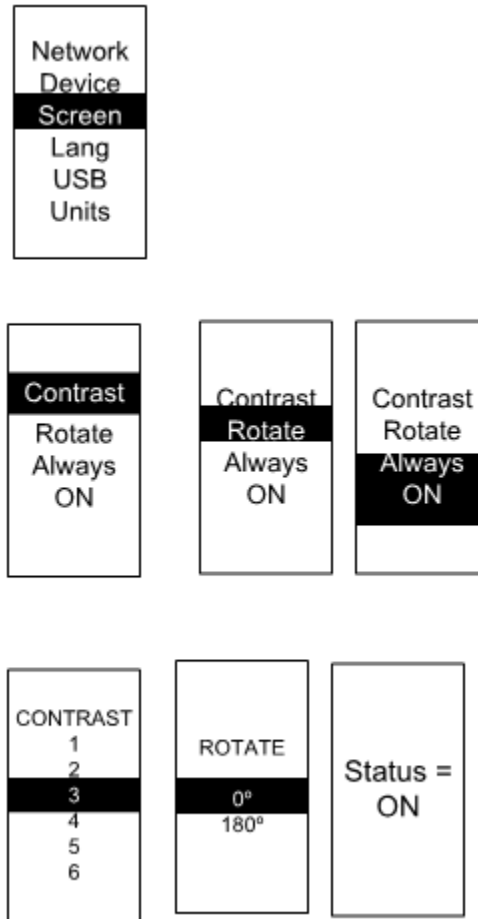 Network
Device
Screen
Lang
USB
Units
Contrast
Rotate
Always
ON
Contrast
Rotate
Always
ON
Contrast
Rotate
Always
ON
CONTRAST
1
2
3
4
5
6
ROTATE
0º
180º
Status =
ON